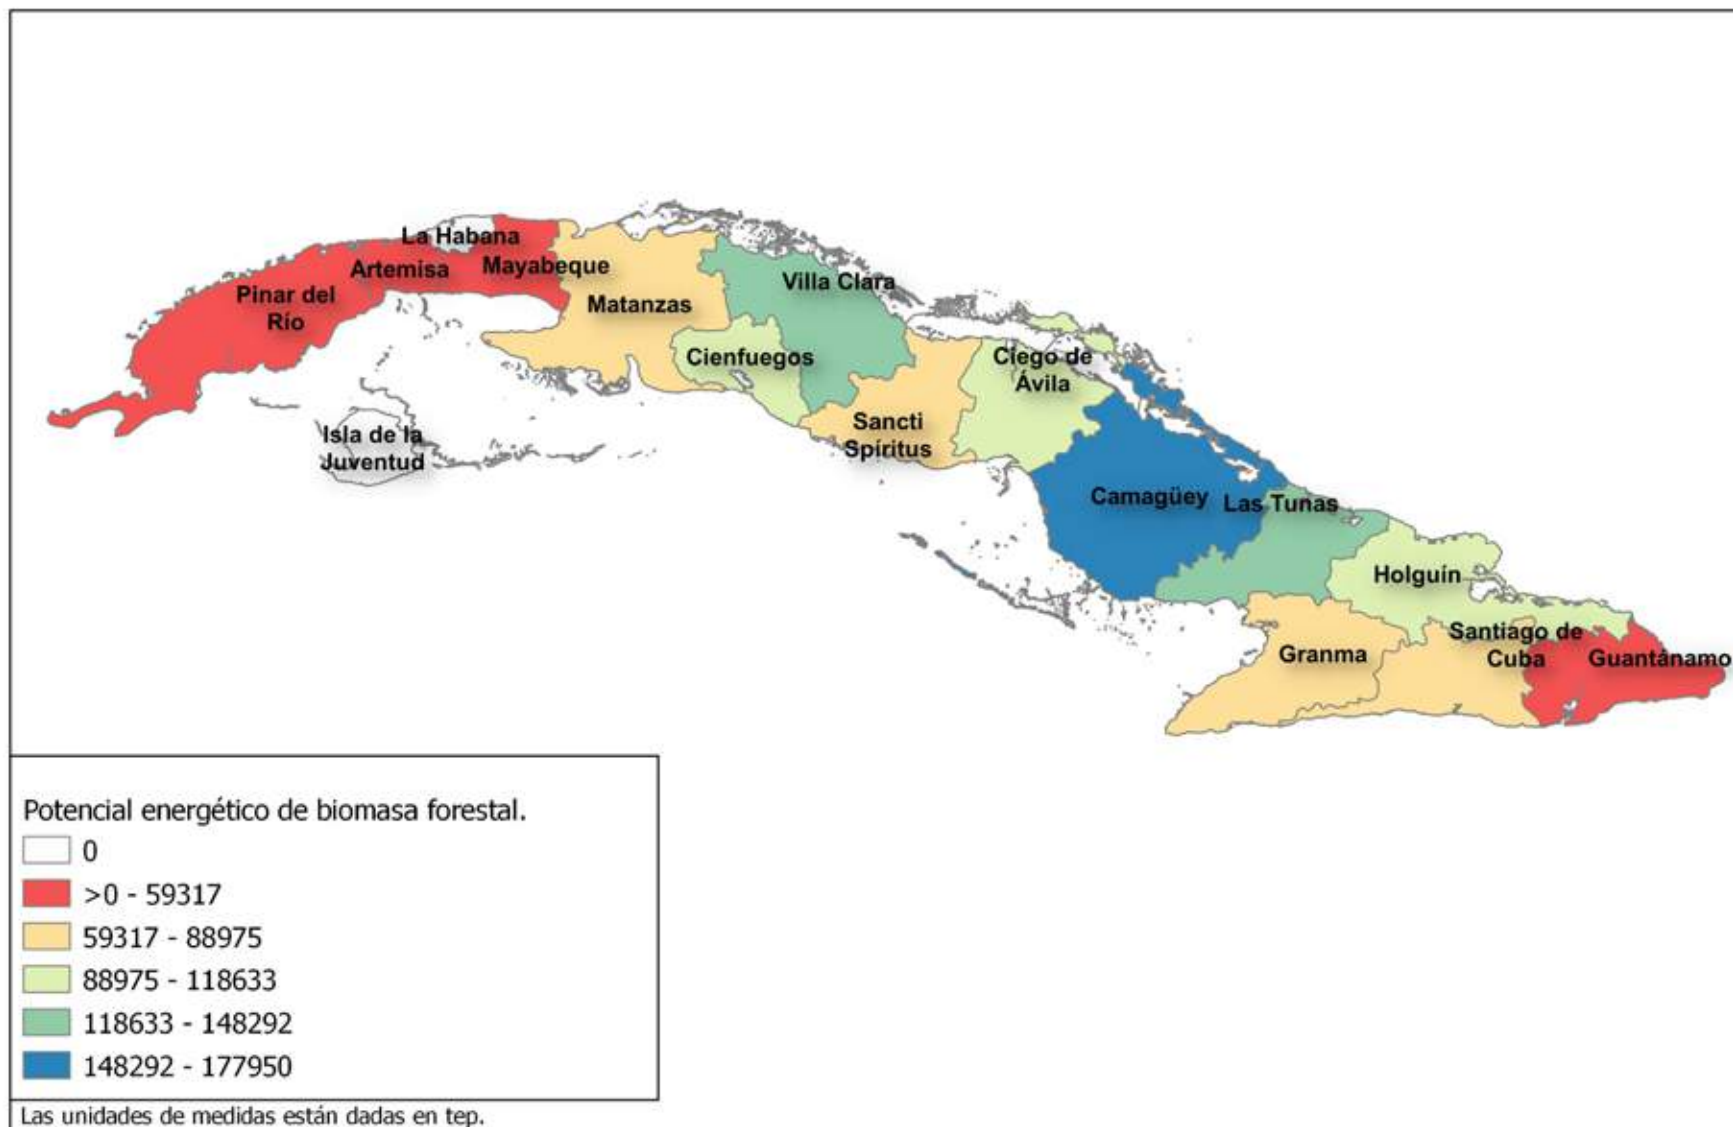 La Habana
Artemisa
Mayabeque
Pinar del
Río
Matanzas
Villa Clara
Cienfuegos
Ciego de
Ávila
Sancti
Spíritus
Isla de la
Juventud
Camagüey
Las Tunas
Holguín
Granma
Santiago de
Cuba
Guantánamo
Potencial energético de biomasa forestal.
0
>0 - 59317
59317 - 88975
88975 - 118633
118633 - 148292
148292 - 177950
Las unidades de medidas están dadas en tep.